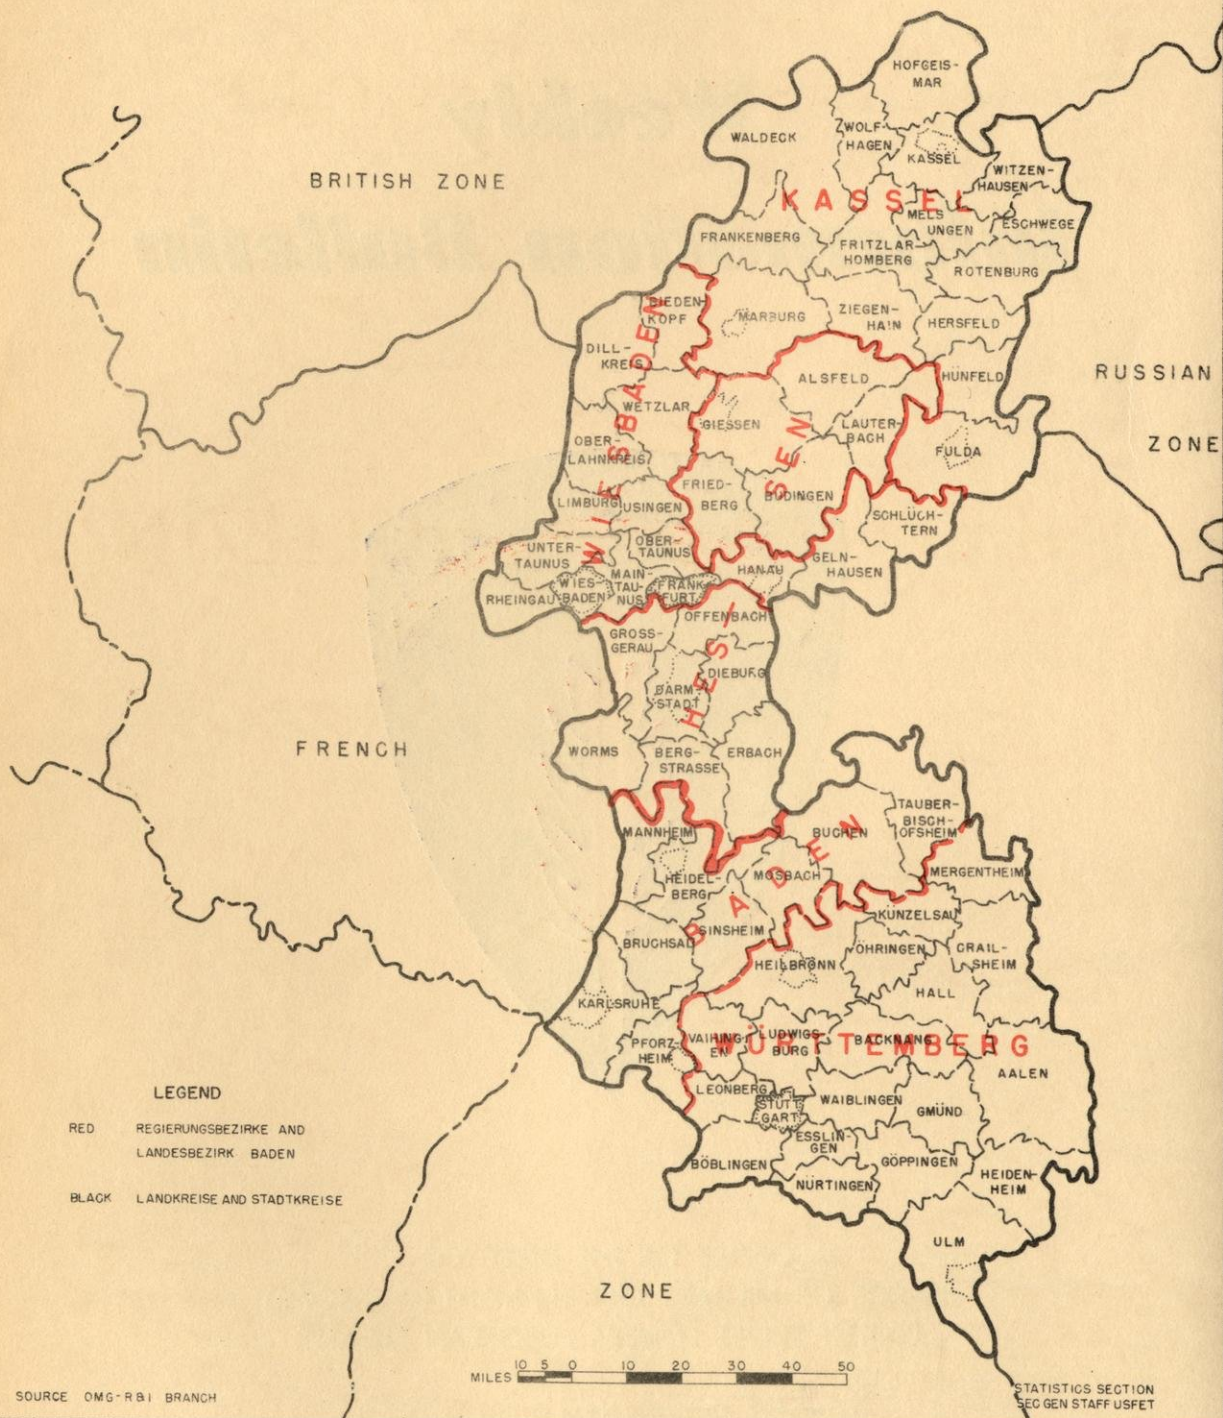 HOFGEIS-
MAR
WALDECK
WOLF-
HAGEN
KASSEL
WITZEN-
HAUSEN
BRITISH ZONE
KASSEL
MELS
UNGEN
ESCHWEGE
FRANKENBERG
FRITZLAR
HOMBERG
ROTENBURG
BIEDEN
KOPF
MARBURG
ZIEGEN-
HAIN
HERSFELD
DILL-
KREIS
WIESBADEN
ALSFELD
HÜNFELD
RUSSIAN
ZONE
WETZLAR
GIESSEN
LAUTER-
BACH
FULDA
OBER-
LAHNKREIS
FRIED-
BERG
BÜDINGEN
LIMBURG
USINGEN
SCHLÜCH-
TERN
UNTER-
TAUNUS
OBER-
TAUNUS
HANAU
GELN-
HAUSEN
RHEINGAU
WIES-
BADEN
MAIN-
TAU-
NUS
FRANK
FURT
HESSEN
OFFENBACH
GROSS-
GERAU
DIEBURG
DARM-
STADT
FRENCH
WORMS
BERG-
STRASSE
ERBACH
TAUBER-
BISCH-
OFSHEIM
MANNHEIM
BUCHEN
BADEN
MOSBACH
MERGENTHEIM
HEIDEL-
BERG
KÜNZELSAU
SINSHEIM
BRUCHSAL
ÖHRINGEN
CRAIL-
SHEIM
HEILBRONN
HALL
KARLSRUHE
PFORZ-
HEIM
VAIHING-
EN
LUDWIGS-
BURG
BACKNANG
WÜRTTEMBERG
AALEN
LEONBERG
STUTT
GART
WAIBLINGEN
GMÜND
ESSLIN-
GEN
BÖBLINGEN
GÖPPINGEN
NÜRTINGEN
HEIDEN-
HEIM
ULM
ZONE
LEGEND
RED REGIERUNGSBEZIRKE AND
LANDESBEZIRK BADEN
BLACK LANDKREISE AND STADTKREISE
MILES 10 5 0 10 20 30 40 50
SOURCE OMG-R&I BRANCH
STATISTICS SECTION
SEC GEN STAFF USFET